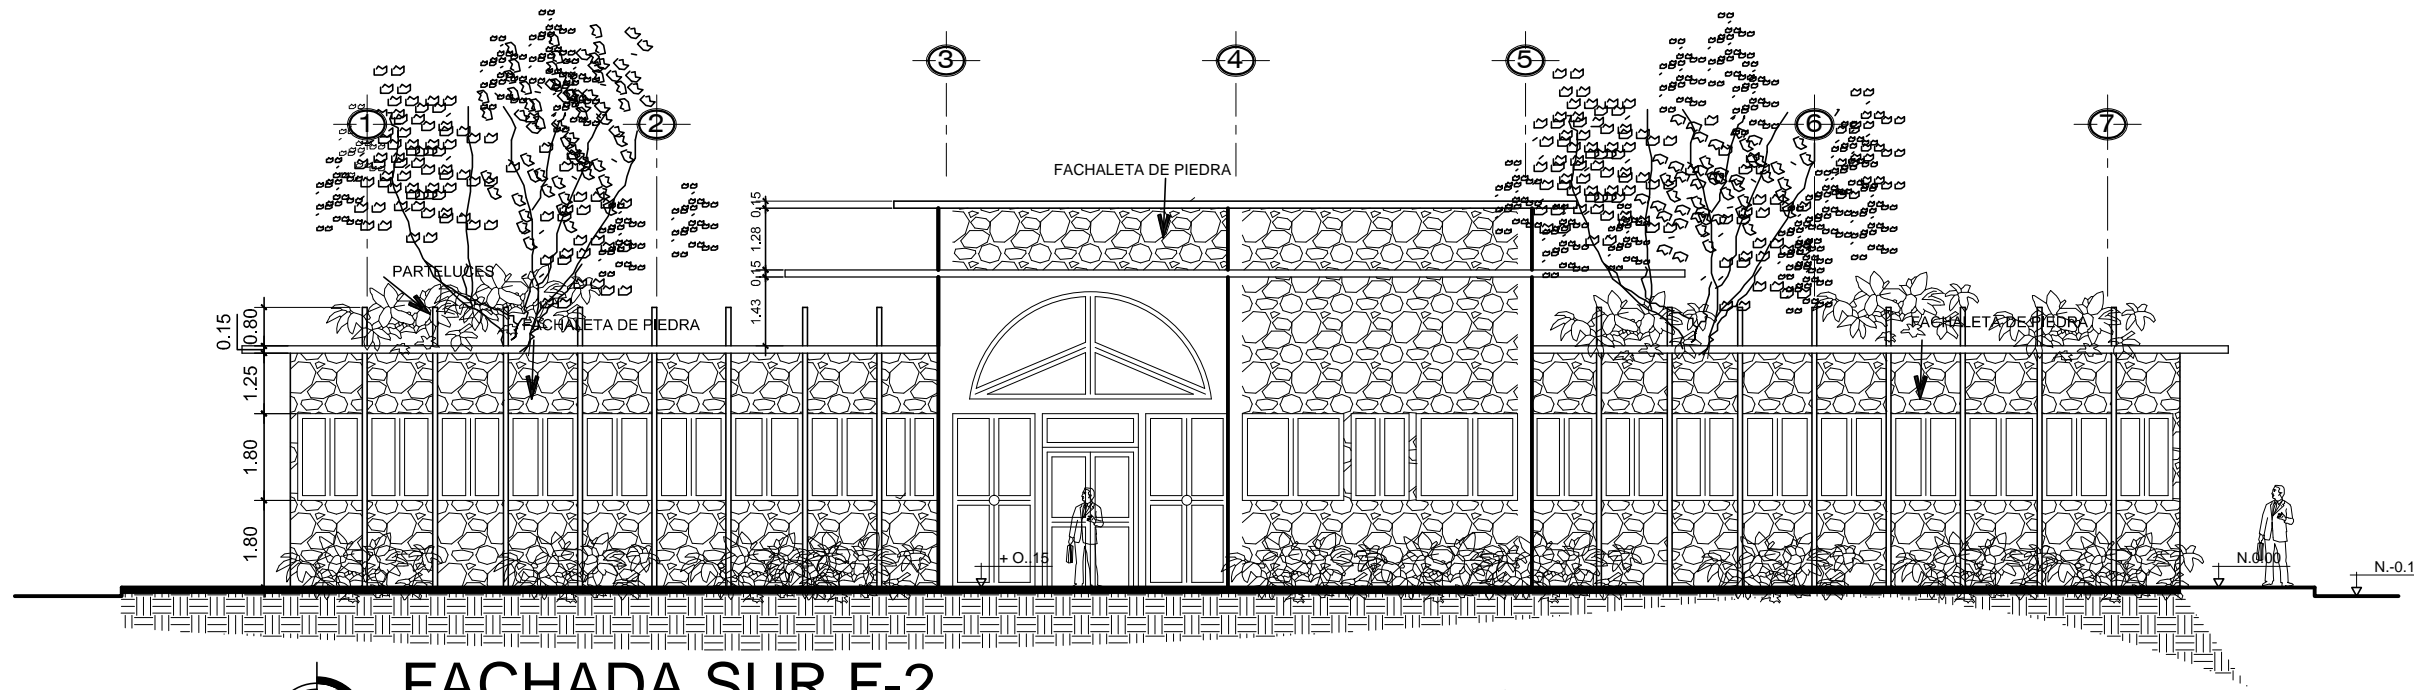 3
4
5
1
2
6
7
FACHALETA DE PIEDRA
0.15
1.28
0.15
1.43
PARTELUCES
FACHALETA DE PIEDRA
FACHALETA DE PIEDRA
0.15
0.80
1.25
1.80
1.80
+ O..15
N.0.00
N.-0.1
FACHADA SUR F-2